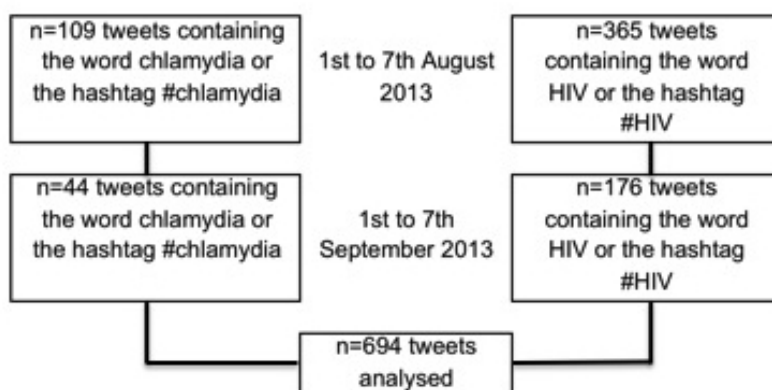 n=109 tweets containing
the word chlamydia or
the hashtag #chlamydia
1st to 7th August
2013
n=365 tweets
containing the word
HIV or the hashtag
#HIV
n=44 tweets containing
the word chlamydia or
the hashtag #chlamydia
1st to 7th
September 2013
n=176 tweets
containing the word
HIV or the hashtag
#HIV
n=694 tweets
analysed